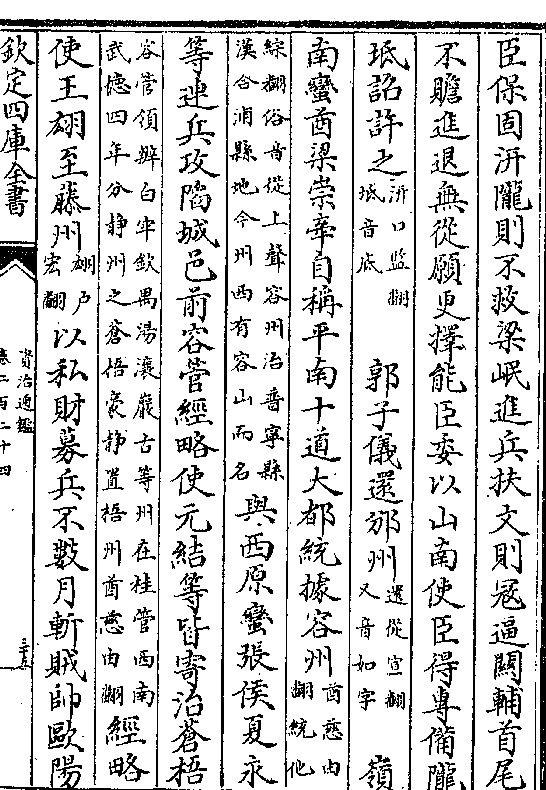 臣保固汧隴則不救梁岷進兵扶文則冦逼關輔首尾
不贍進退無從願更擇能臣委以山南使臣得專備隴
坻詔許之汧口監翻坻音底郭子儀還邠州還從宣翻又音如字嶺
南蠻酋梁崇牽自稱平南十道大都統據容州酋慈由翻統他
綜翻俗音從上聲容州治普寧縣漢合浦縣地今州西有容山而名與西原蠻張侯夏永
等連兵攻陷城邑前容管經略使元結等皆寄治蒼梧
容管領辯白牢欽禺湯瀼巖古等州在桂管西南武德四年分静州之蒼梧豪静置梧州酋慈由翻經略
使王翃至藤州翃户宏翻以私財募兵不數月斬賊帥歐陽
欽定四庫全書
資治通鑑
卷二百二十四
三十五